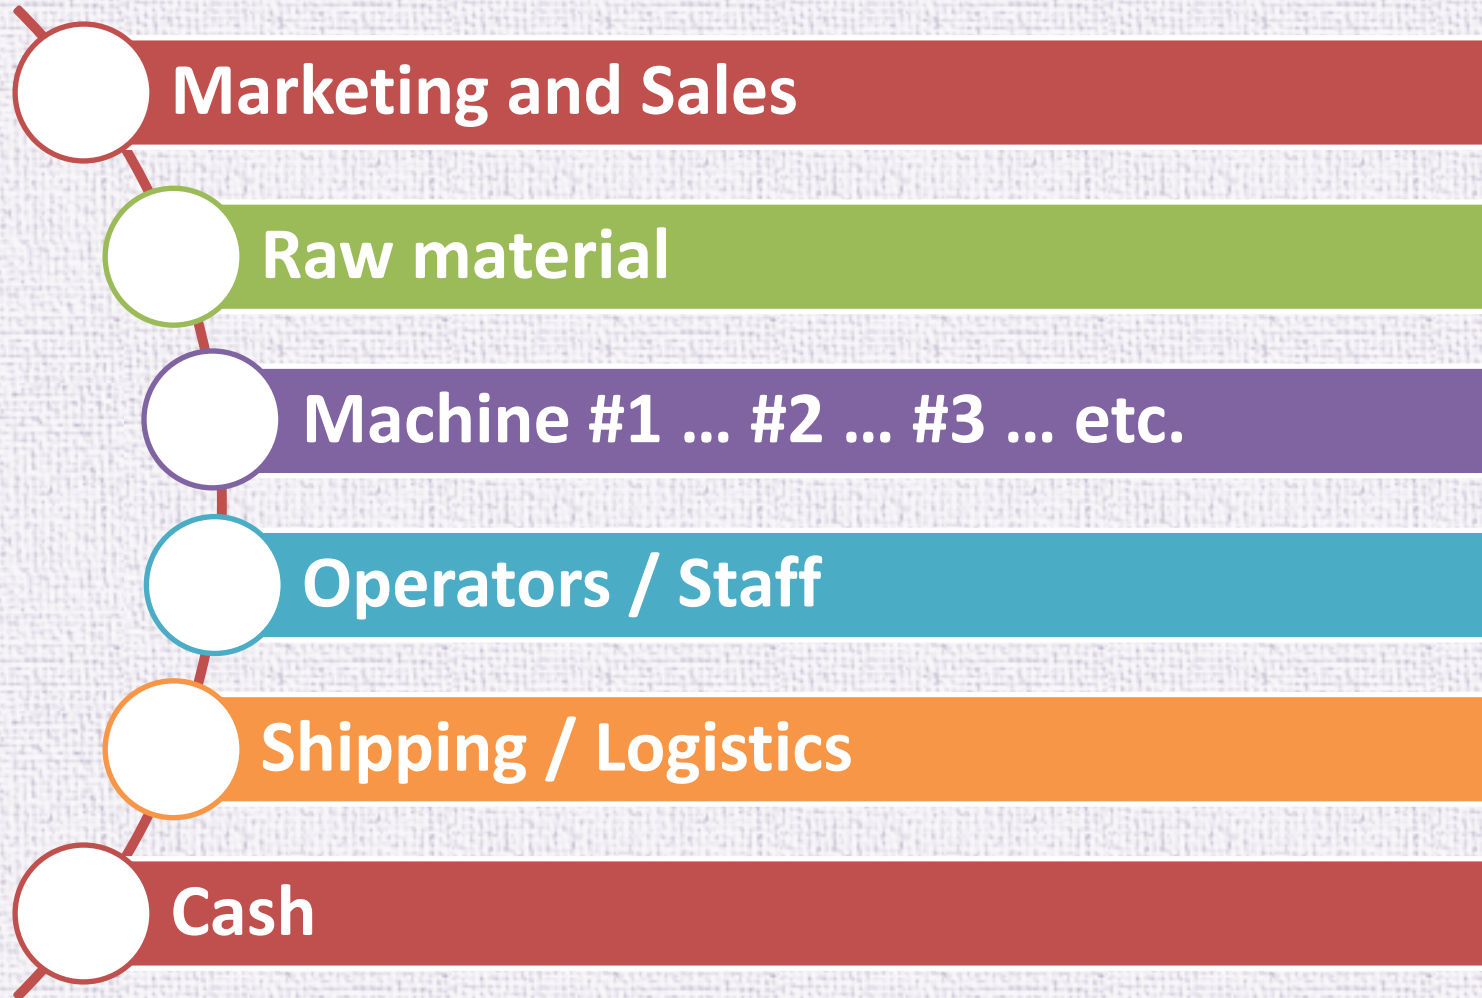 Marketing and Sales
Raw material
Machine #1 … #2 … #3 … etc.
Operators / Staff
Shipping / Logistics
Cash